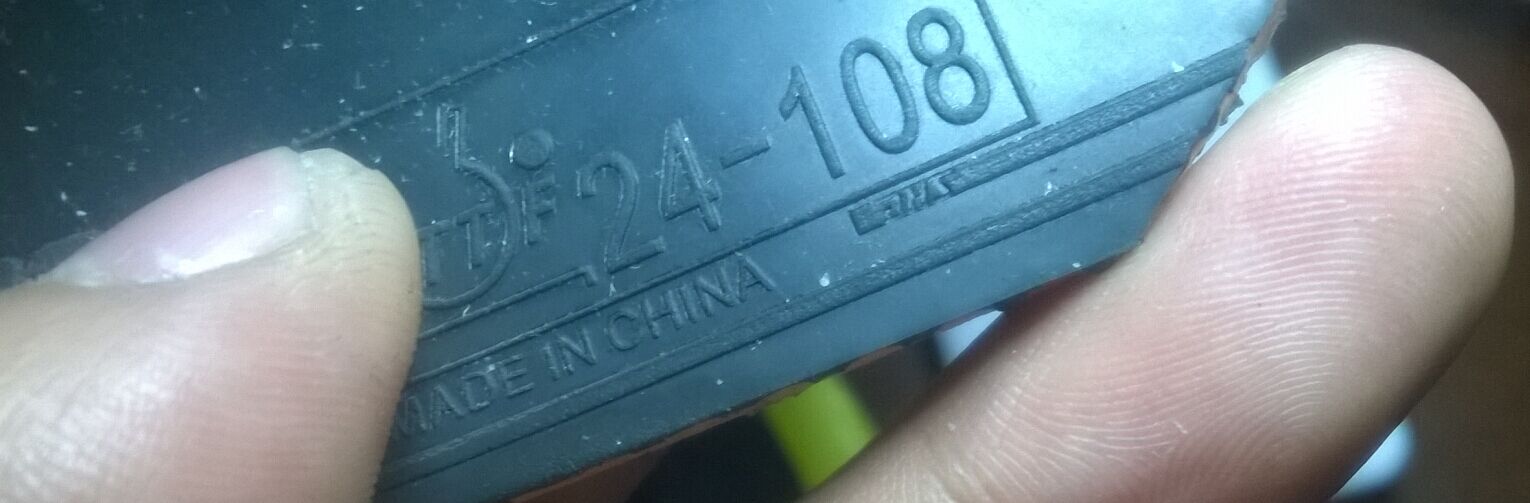 ITTF 24-108
MADE IN CHINA